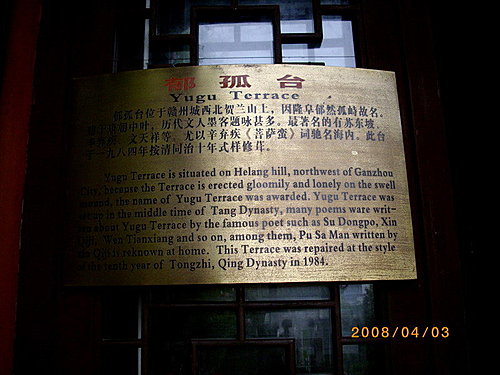 郁孤台
Yugu Terrace
郁孤台位于赣州城西北贺兰山上，因隆阜郁然孤峙故名。
中叶，历代文人墨客题咏甚多。最著名的有苏东坡、
文天祥等。尤以辛弃疾《菩萨蛮》词驰名海内。此台
一九八四年按清同治十年式样修葺。
Yugu Terrace is situated on Helang hill, northwest of Ganzhou
City, because the Terrace is erected gloomily and lonely on the swell
mound, the name of Yugu Terrace was awarded. Yugu Terrace was
set up in the middle time of Tang Dynasty, many poems ware writ-
ten about Yugu Terrace by the famous poet such as Su Dongpo, Xin
Wen Tianxiang and so on, among them, Pu Sa Man written by
Qiji is reknown at home. This Terrace was repaired at the style
of the tenth year of Tongzhi, Qing Dynasty in 1984.
2008/04/03